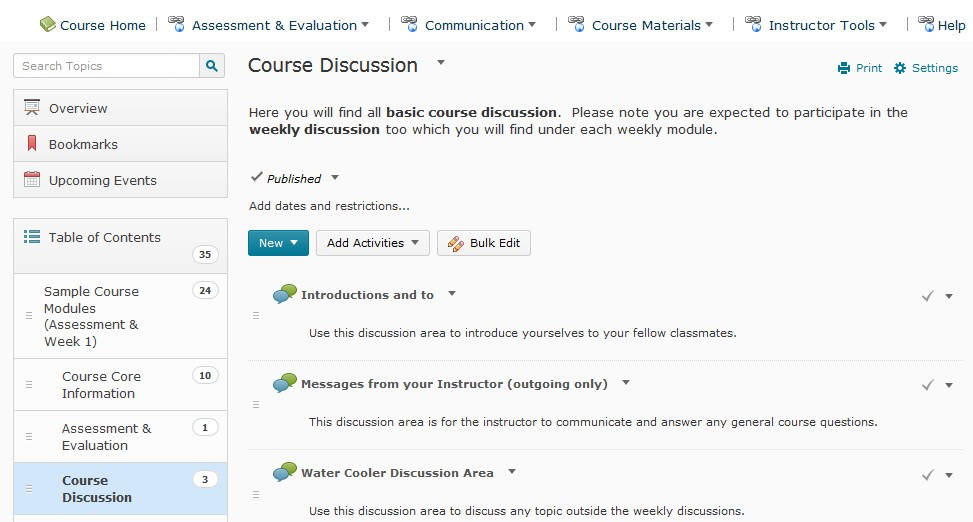 Course Home
Assessment & Evaluation
Communication
Course Materials
Instructor Tools
Help
Search Topics
Overview
Bookmarks
Upcoming Events
Table of Contents
35
Sample Course
Modules
(Assessment &
Week 1)
24
Course Core
Information
10
Assessment &
Evaluation
1
Course
Discussion
3
Course Discussion
Print
Settings
Here you will find all basic course discussion. Please note you are expected to participate in the
weekly discussion too which you will find under each weekly module.
Published
Add dates and restrictions...
New
Add Activities
Bulk Edit
Introductions and to
Use this discussion area to introduce yourselves to your fellow classmates.
Messages from your Instructor (outgoing only)
This discussion area is for the instructor to communicate and answer any general course questions.
Water Cooler Discussion Area
Use this discussion area to discuss any topic outside the weekly discussions.